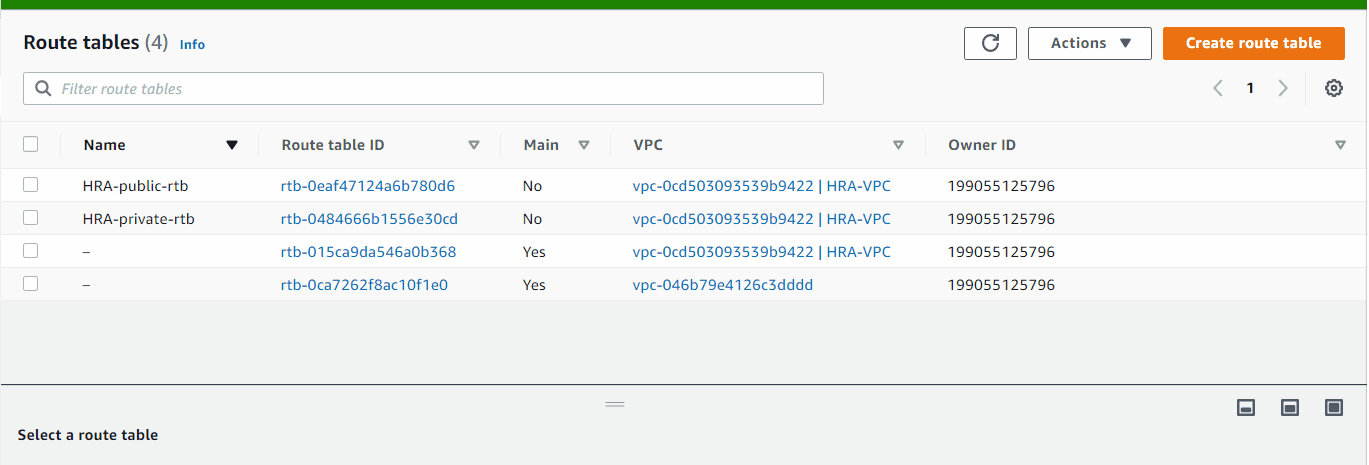 Route tables (4) Info
Actions
Create route table
Filter route tables
1
Name Route table ID Main VPC Owner ID
HRA-public-rtb rtb-0eaf47124a6b780d6 No vpc-0cd503093539b9422 | HRA-VPC 199055125796
HRA-private-rtb rtb-0484666b1556e30cd No vpc-0cd503093539b9422 | HRA-VPC 199055125796
– rtb-015ca9da546a0b368 Yes vpc-0cd503093539b9422 | HRA-VPC 199055125796
– rtb-0ca7262f8ac10f1e0 Yes vpc-046b79e4126c3dddd 199055125796
Select a route table